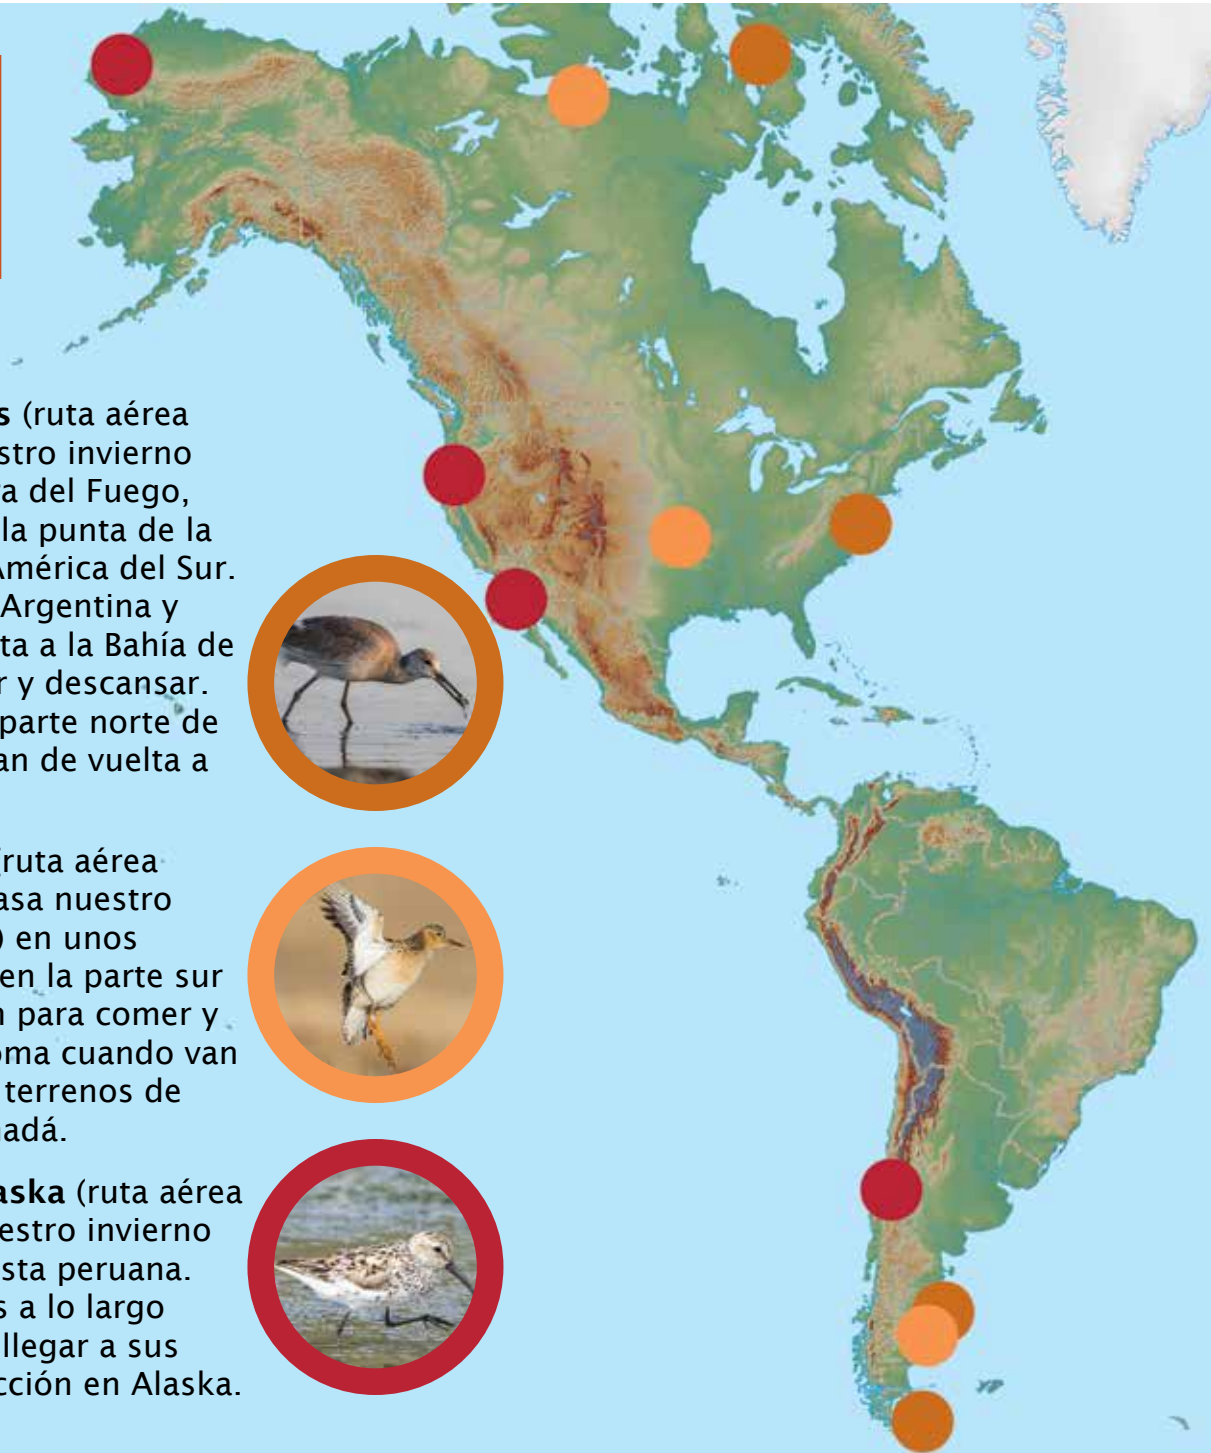 s (ruta aérea
stro invierno
a del Fuego,
la punta de la
América del Sur.
Argentina y
ta a la Bahía de
r y descansar.
parte norte de
an de vuelta a
ruta aérea
asa nuestro
) en unos
en la parte sur
n para comer y
oma cuando van
terrenos de
nadá.
aska (ruta aérea
estro invierno
sta peruana.
s a lo largo
llegar a sus
cción en Alaska.